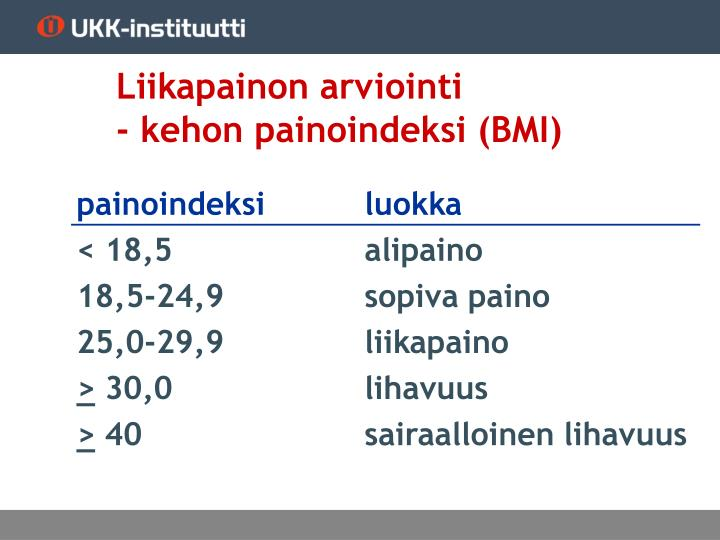 UKK-instituutti
Liikapainon arviointi
- kehon painoindeksi (BMI)
painoindeksi luokka
< 18,5 alipaino
18,5-24,9 sopiva paino
25,0-29,9 liikapaino
≥ 30,0 lihavuus
≥ 40 sairaalloinen lihavuus